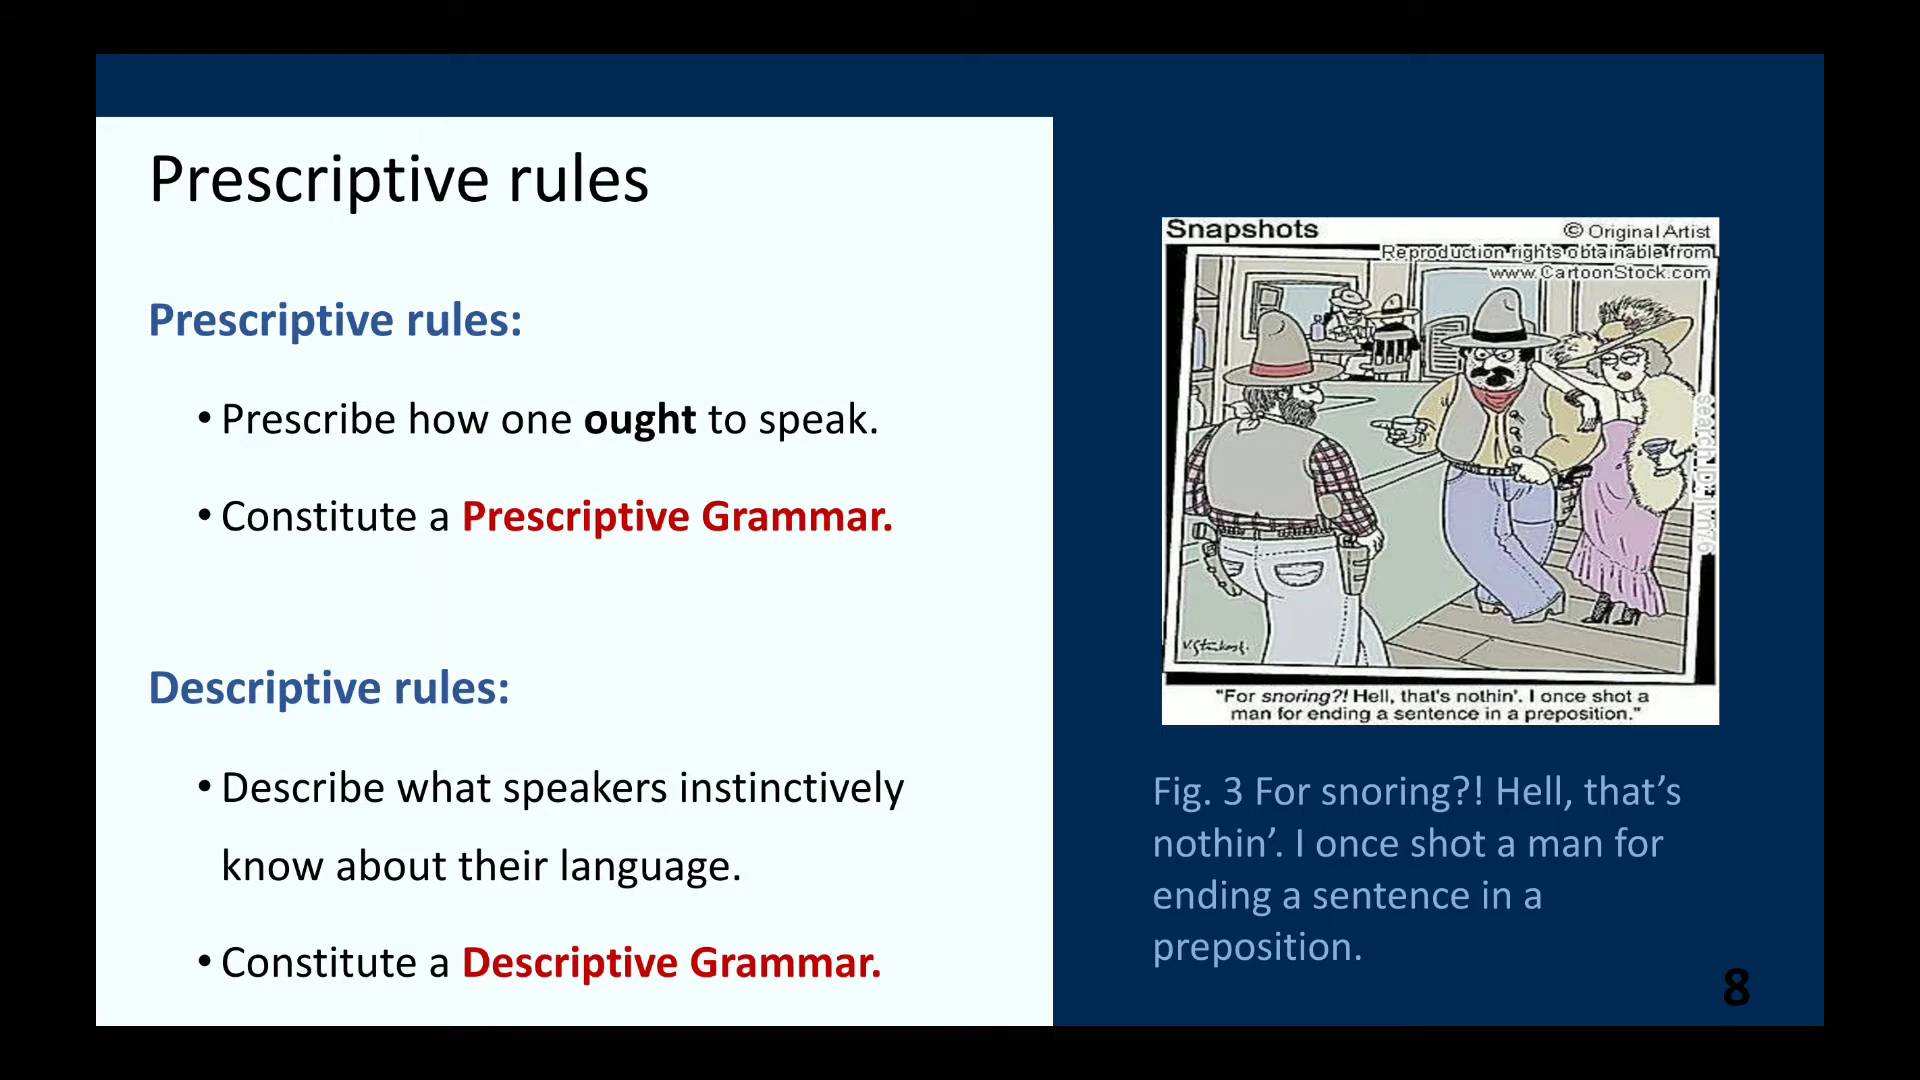 Prescriptive rules
Prescriptive rules:
• Prescribe how one ought to speak.
• Constitute a Prescriptive Grammar.
Descriptive rules:
• Describe what speakers instinctively
know about their language.
• Constitute a Descriptive Grammar.
Snapshots
© Original Artist
Reproduction rights obtainable from
www.CartoonStock.com
"For snoring?! Hell, that's nothin'. I once shot a
man for ending a sentence in a preposition."
Fig. 3 For snoring?! Hell, that’s
nothin’. I once shot a man for
ending a sentence in a
preposition.
8